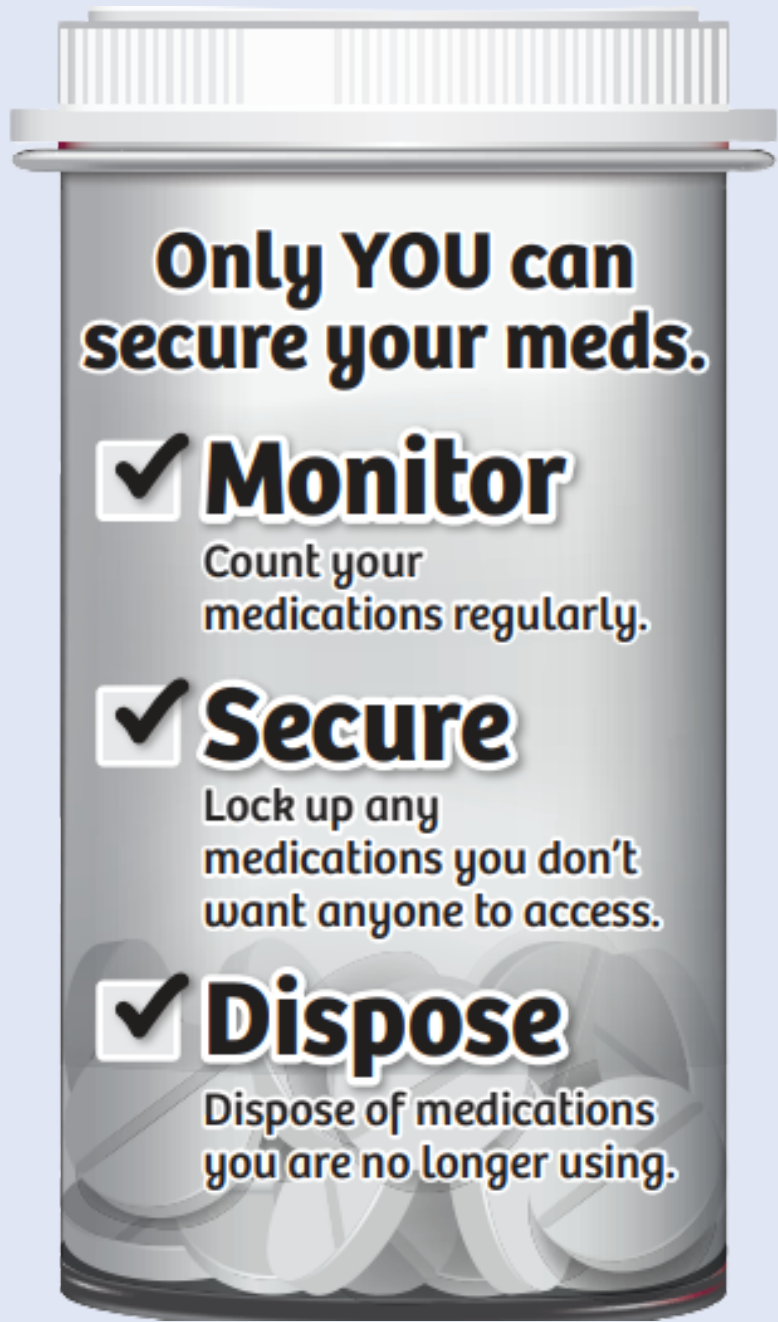 Only YOU can
secure your meds.
Monitor
Count your
medications regularly.
Secure
Lock up any
medications you don't
want anyone to access.
Dispose
Dispose of medications
you are no longer using.